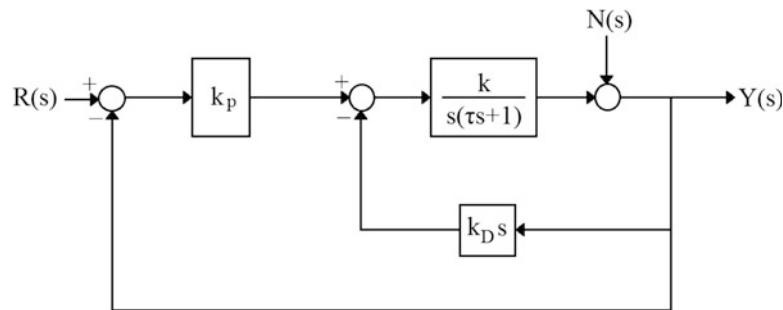 N(s)
R(s)
+
−
k_p
+
−
k
s(τs+1)
Y(s)
k_D s